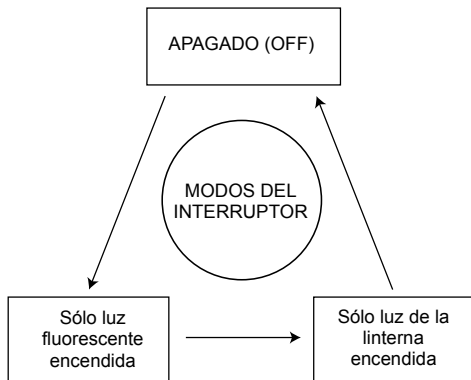 APAGADO (OFF)
MODOS DEL
INTERRUPTOR
Sólo luz
fluorescente
encendida
Sólo luz de la
linterna
encendida